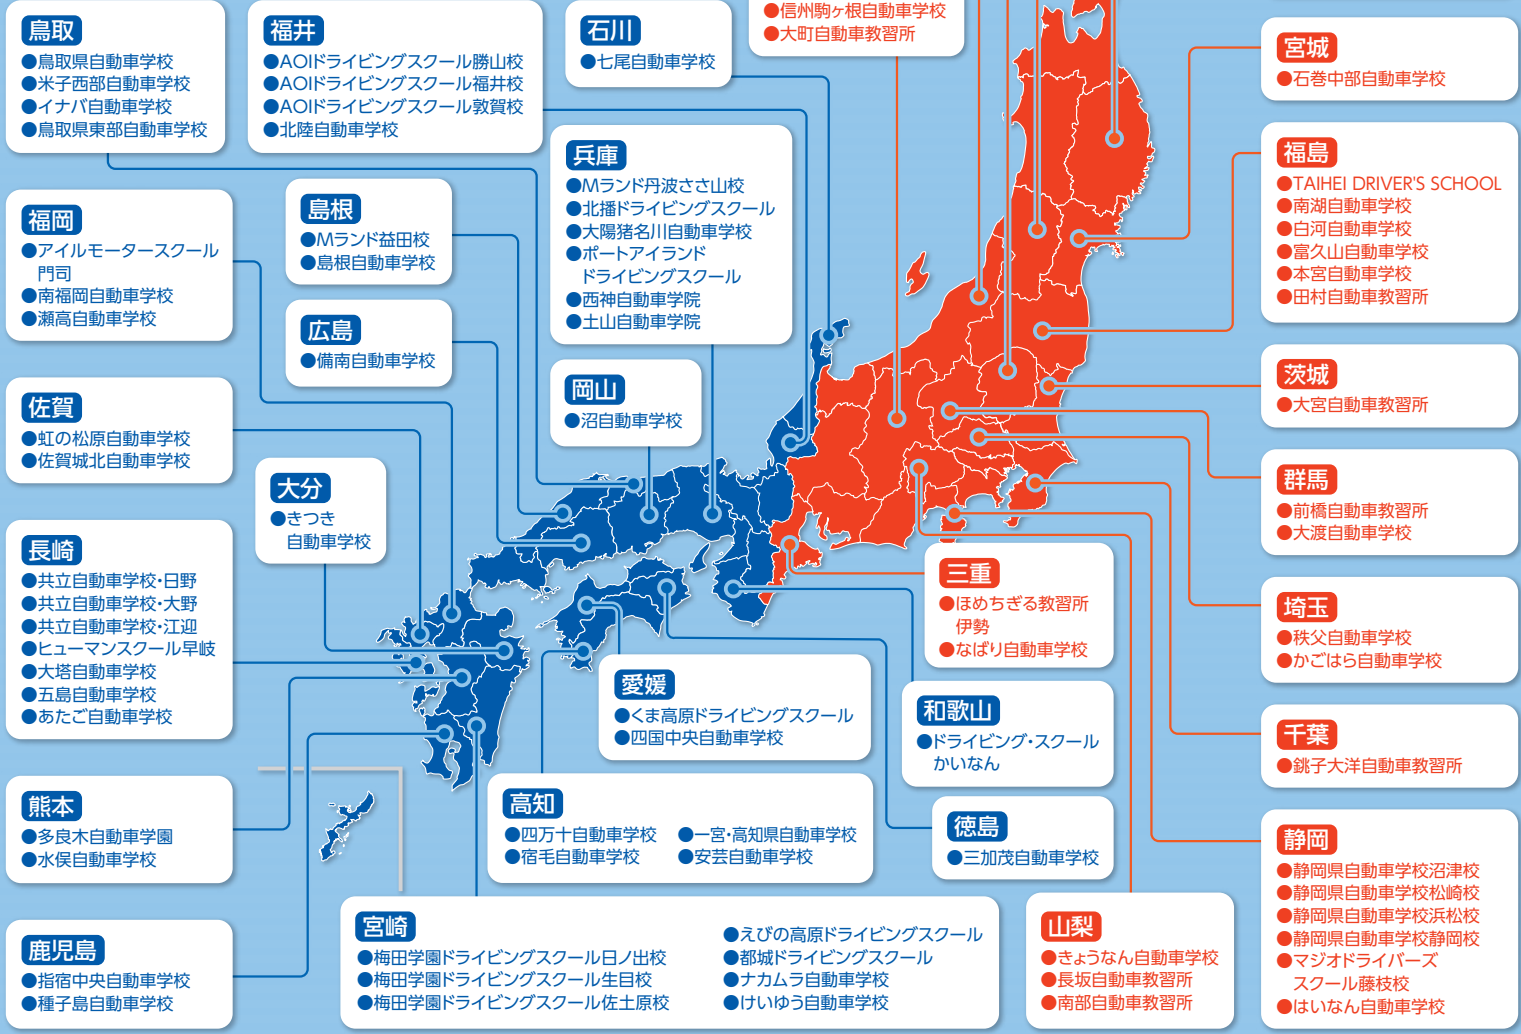 鳥取
●鳥取県自動車学校
●米子西部自動車学校
●イナバ自動車学校
●鳥取県東部自動車学校
福井
●AOIドライビングスクール勝山校
●AOIドライビングスクール福井校
●AOIドライビングスクール敦賀校
●北陸自動車学校
石川
●七尾自動車学校
●信州駒ヶ根自動車学校
●大町自動車教習所
宮城
●石巻中部自動車学校
福島
●TAIHEI DRIVER'S SCHOOL
●南湖自動車学校
●白河自動車学校
●富久山自動車学校
●本宮自動車学校
●田村自動車教習所
兵庫
●Mランド丹波ささ山校
●北播ドライビングスクール
●大陽猪名川自動車学校
●ポートアイランド
ドライビングスクール
●西神自動車学院
●土山自動車学院
福岡
●アイルモータースクール
門司
●南福岡自動車学校
●瀬高自動車学校
島根
●Mランド益田校
●島根自動車学校
広島
●備南自動車学校
岡山
●沼自動車学校
茨城
●大宮自動車教習所
佐賀
●虹の松原自動車学校
●佐賀城北自動車学校
大分
●きつき
自動車学校
群馬
●前橋自動車教習所
●大渡自動車学校
長崎
●共立自動車学校・日野
●共立自動車学校・大野
●共立自動車学校・江迎
●ヒューマンスクール早岐
●大塔自動車学校
●五島自動車学校
●あたご自動車学校
三重
●ほめちぎる教習所
伊勢
●なばり自動車学校
埼玉
●秩父自動車学校
●かごはら自動車学校
愛媛
●くま高原ドライビングスクール
●四国中央自動車学校
和歌山
●ドライビング・スクール
かいなん
千葉
●銚子大洋自動車教習所
熊本
●多良木自動車学園
●水俣自動車学校
高知
●四万十自動車学校
●宿毛自動車学校
●一宮・高知県自動車学校
●安芸自動車学校
徳島
●三加茂自動車学校
静岡
●静岡県自動車学校沼津校
●静岡県自動車学校松崎校
●静岡県自動車学校浜松校
●静岡県自動車学校静岡校
●マジオドライバーズ
スクール藤枝校
●はいなん自動車学校
鹿児島
●指宿中央自動車学校
●種子島自動車学校
宮崎
●梅田学園ドライビングスクール日ノ出校
●梅田学園ドライビングスクール生目校
●梅田学園ドライビングスクール佐土原校
●えびの高原ドライビングスクール
●都城ドライビングスクール
●ナカムラ自動車学校
●けいゆう自動車学校
山梨
●きょうなん自動車学校
●長坂自動車教習所
●南部自動車教習所